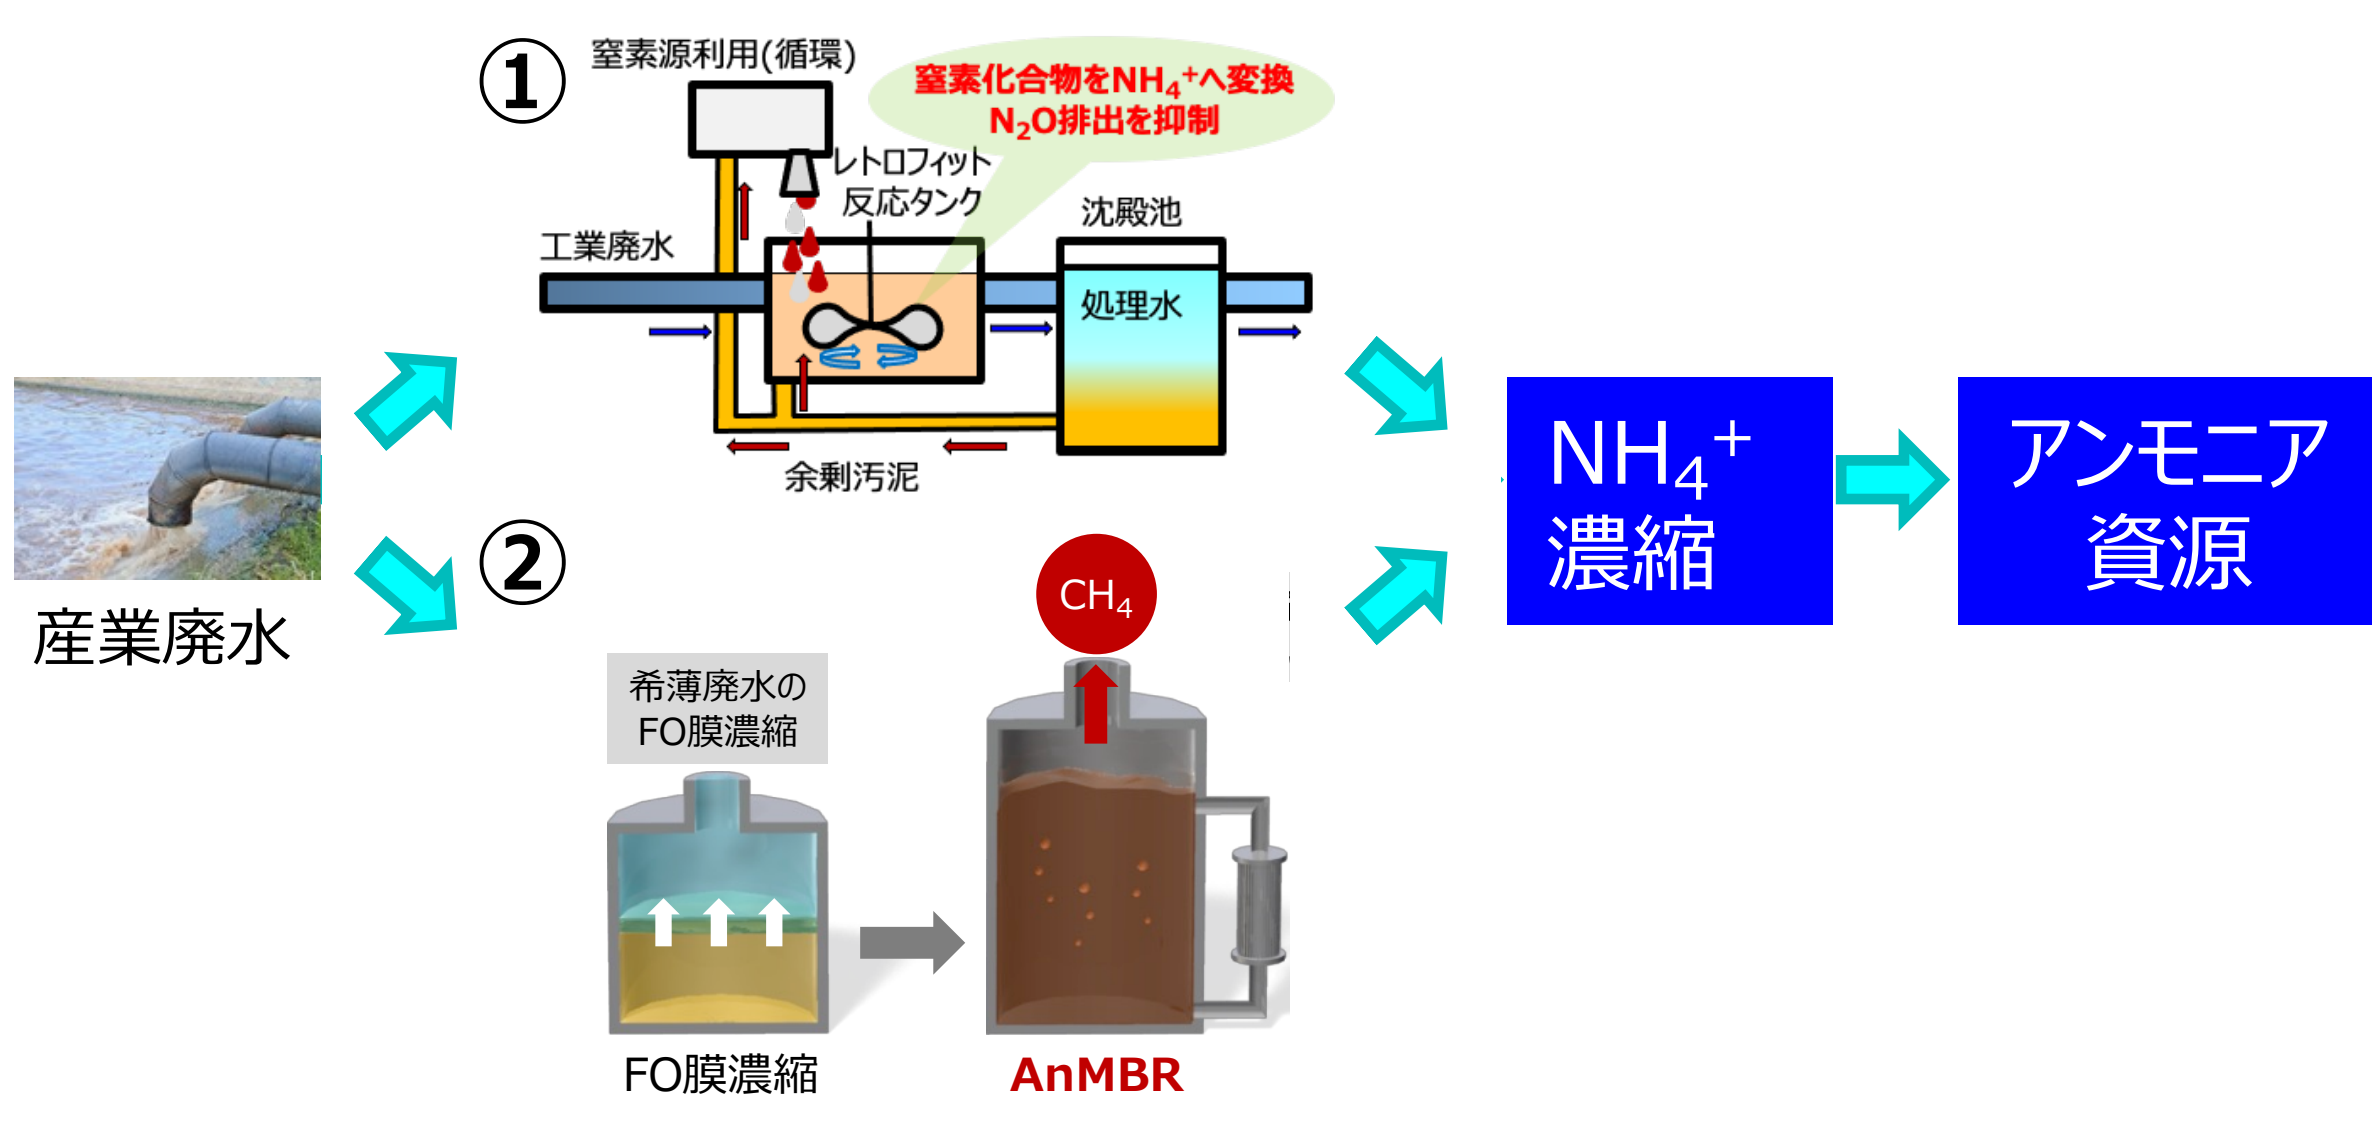 ①
窒素源利用(循環)
窒素化合物をNH₄⁺へ変換
N₂O排出を抑制
レトロフィット
反応タンク
沈殿池
工業廃水
処理水
余剰汚泥
産業廃水
②
CH₄
希薄廃水の
FO膜濃縮
FO膜濃縮
AnMBR
NH₄⁺
濃縮
アンモニア
資源